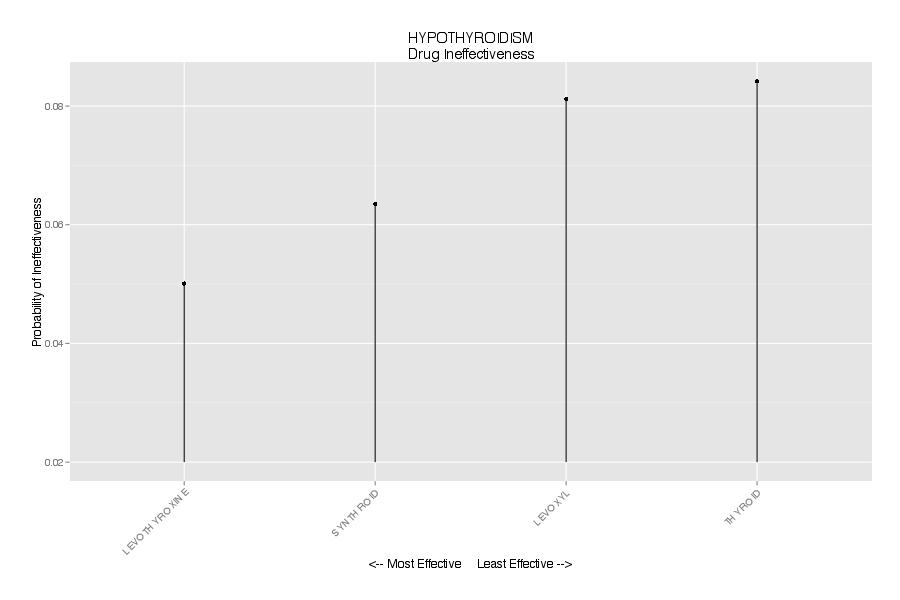 HYPOTHYROIDISM
Drug Ineffectiveness
Probability of Ineffectiveness
0.08
0.06
0.04
0.02
LEVOTHYROXINE
SYNTHROID
LEVOXYL
THYROID
<-- Most Effective    Least Effective -->